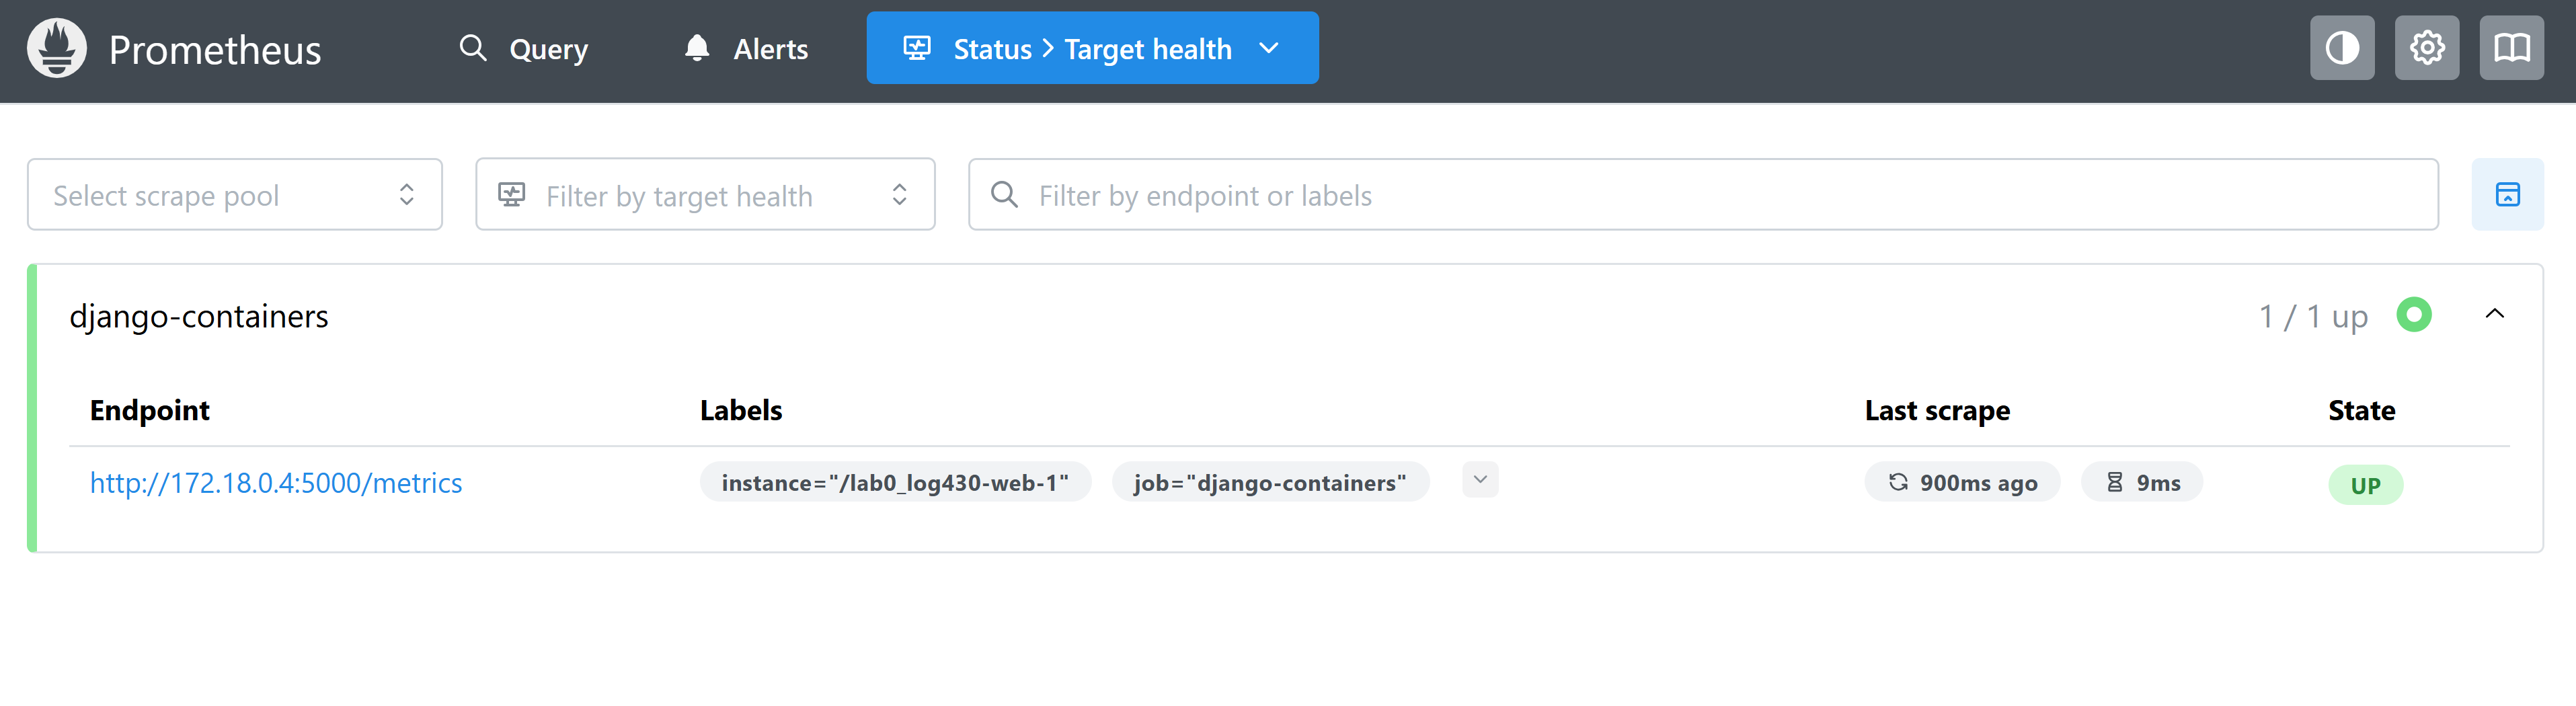 Prometheus Query Alerts Status > Target health
Select scrape pool Filter by target health Filter by endpoint or labels
django-containers 1 / 1 up
Endpoint Labels Last scrape State
http://172.18.0.4:5000/metrics instance="/lab0_log430-web-1" job="django-containers" 900ms ago 9ms UP